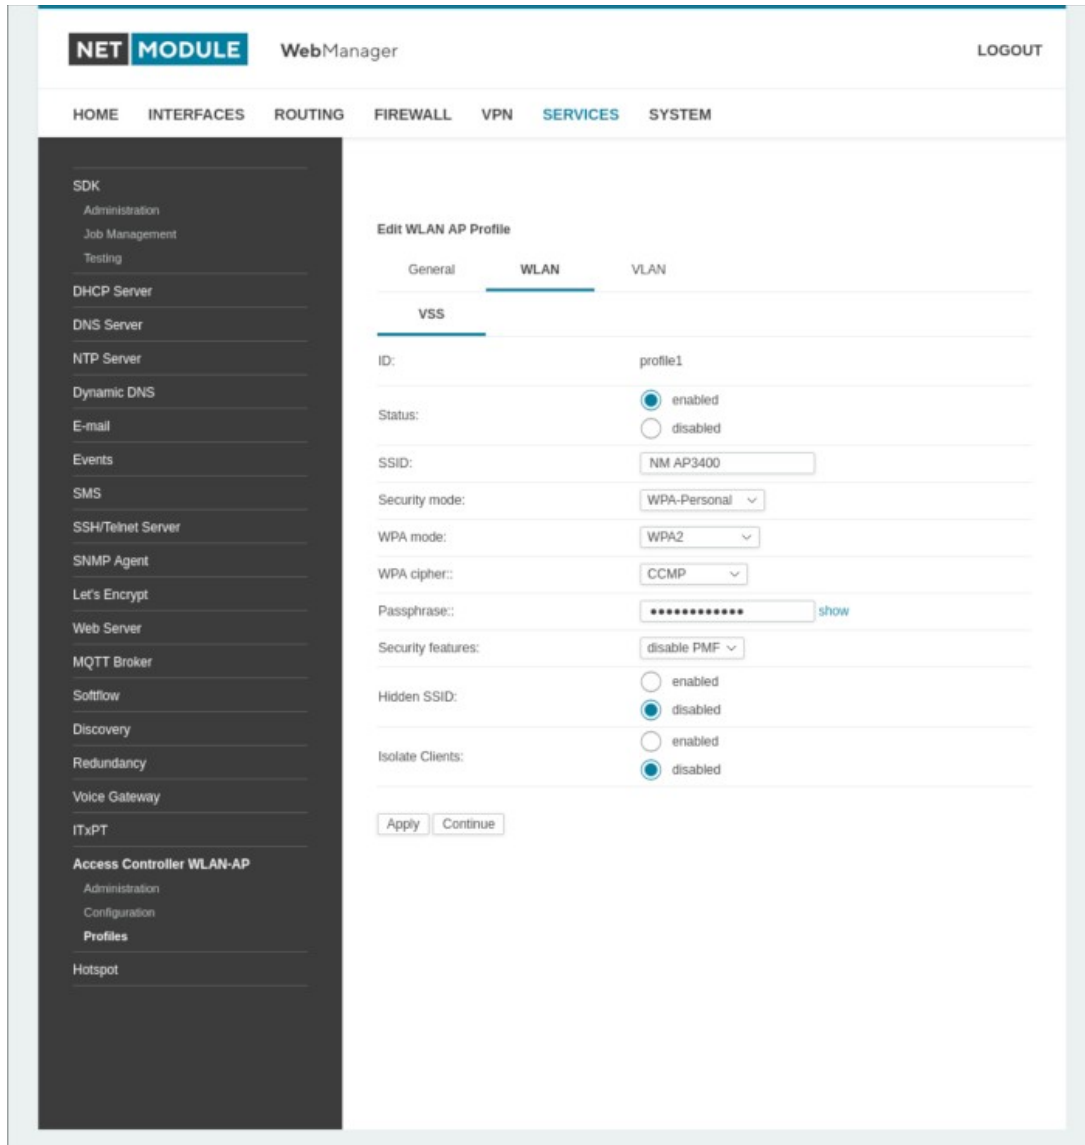 NET MODULE WebManager LOGOUT
HOME INTERFACES ROUTING FIREWALL VPN SERVICES SYSTEM
SDK
Administration
Job Management
Testing
DHCP Server
DNS Server
NTP Server
Dynamic DNS
E-mail
Events
SMS
SSH/Telnet Server
SNMP Agent
Let's Encrypt
Web Server
MQTT Broker
Softflow
Discovery
Redundancy
Voice Gateway
ITxPT
Access Controller WLAN-AP
Administration
Configuration
Profiles
Hotspot
Edit WLAN AP Profile
General WLAN VLAN
VSS
ID: profile1
Status: enabled
disabled
SSID: NM AP3400
Security mode: WPA-Personal
WPA mode: WPA2
WPA cipher:: CCMP
Passphrase:: •••••••••••• show
Security features: disable PMF
Hidden SSID: enabled
disabled
Isolate Clients: enabled
disabled
Apply Continue